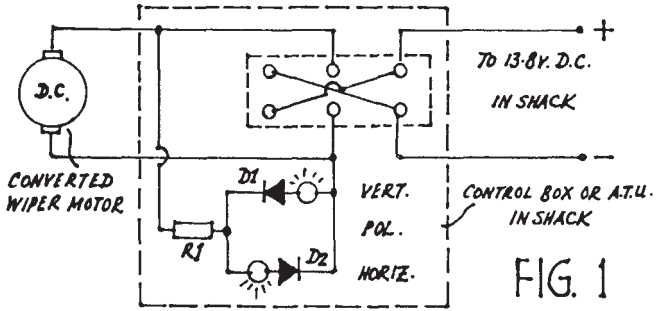 +
TO 13·8V. D.C.
IN SHACK
−
D.C.
CONVERTED
WIPER MOTOR
D1
R1
D2
VERT.
POL.
HORIZ.
CONTROL BOX OR A.T.U.
IN SHACK
FIG. 1